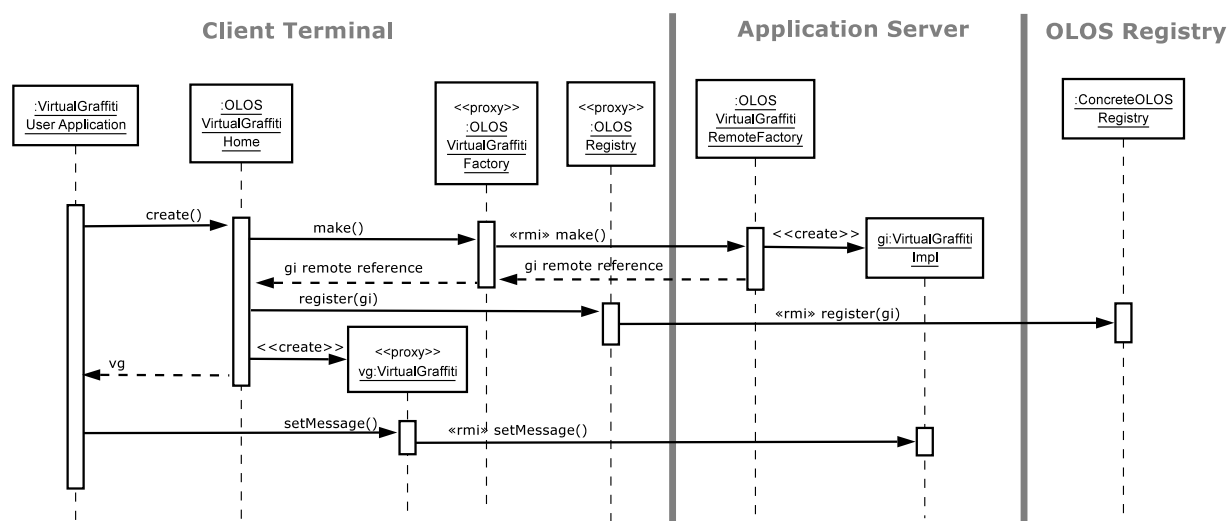 Client Terminal
Application Server
OLOS Registry
:VirtualGraffiti
User Application
:OLOS
VirtualGraffiti
Home
<<proxy>>
:OLOS
VirtualGraffiti
Factory
<<proxy>>
:OLOS
Registry
:OLOS
VirtualGraffiti
RemoteFactory
:ConcreteOLOS
Registry
create()
make()
«rmi» make()
<<create>>
gi:VirtualGraffiti
Impl
gi remote reference
gi remote reference
register(gi)
«rmi» register(gi)
<<create>>
<<proxy>>
vg:VirtualGraffiti
vg
setMessage()
«rmi» setMessage()